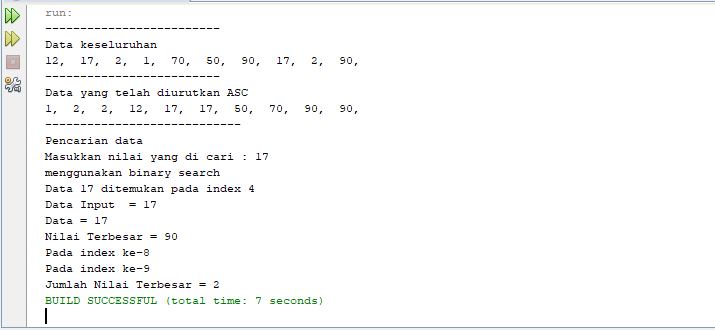 run:
-------------------------
Data keseluruhan
12,  17,  2,  1,  70,  50,  90,  17,  2,  90,
-------------------------
Data yang telah diurutkan ASC
1,  2,  2,  12,  17,  17,  50,  70,  90,  90,
----------------------------
Pencarian data
Masukkan nilai yang di cari : 17
menggunakan binary search
Data 17 ditemukan pada index 4
Data Input  = 17
Data = 17
Nilai Terbesar = 90
Pada index ke-8
Pada index ke-9
Jumlah Nilai Terbesar = 2
BUILD SUCCESSFUL (total time: 7 seconds)